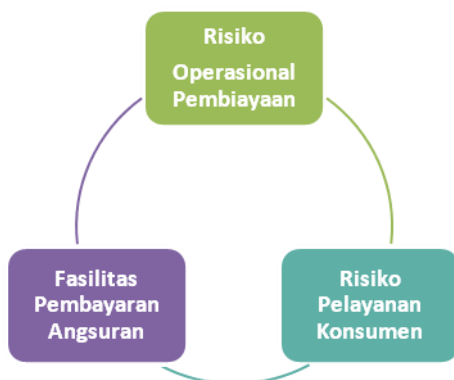 Risiko
Operasional
Pembiayaan
Fasilitas
Pembayaran
Angsuran
Risiko
Pelayanan
Konsumen